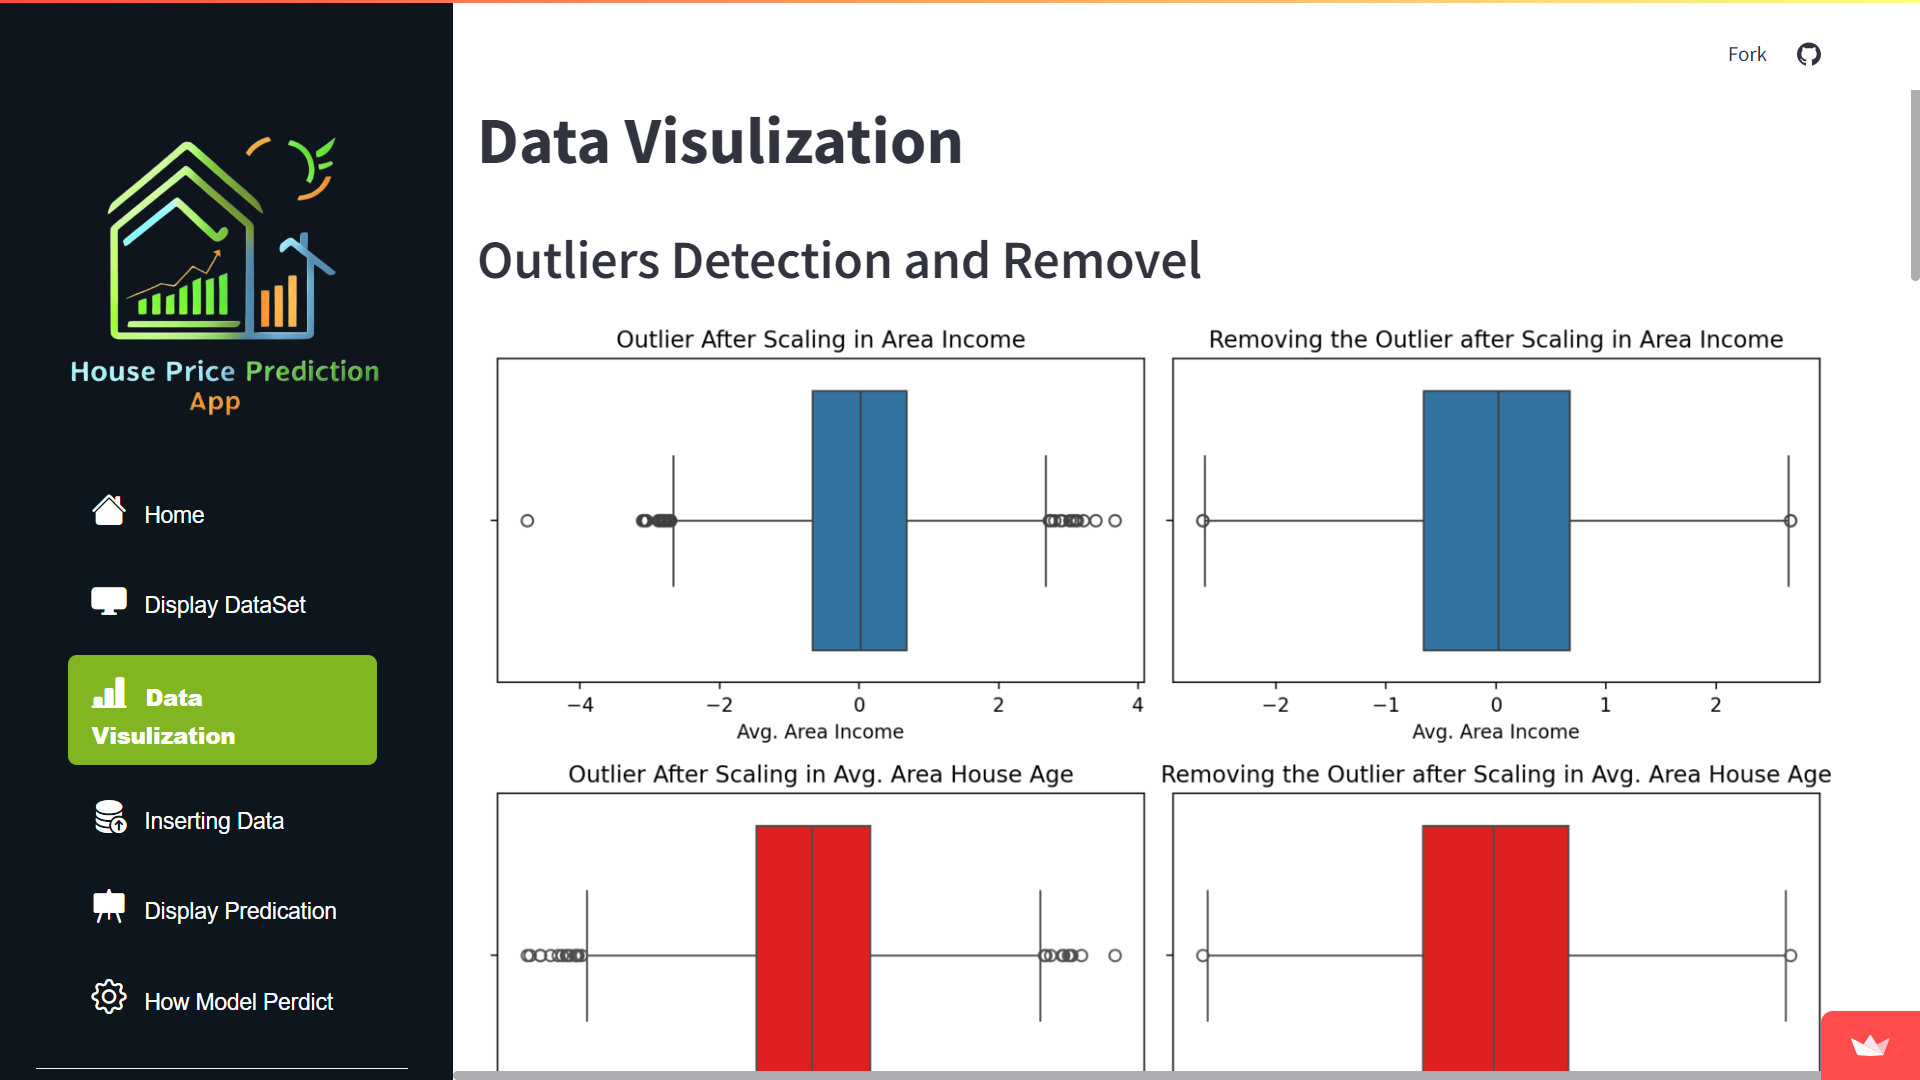 Fork
House Price Prediction
App
Home
Display DataSet
Data
Visulization
Inserting Data
Display Predication
How Model Perdict
Data Visulization
Outliers Detection and Removel
Outlier After Scaling in Area Income
−4 −2 0 2 4
Avg. Area Income
Removing the Outlier after Scaling in Area Income
−2 −1 0 1 2
Avg. Area Income
Outlier After Scaling in Avg. Area House Age
Removing the Outlier after Scaling in Avg. Area House Age